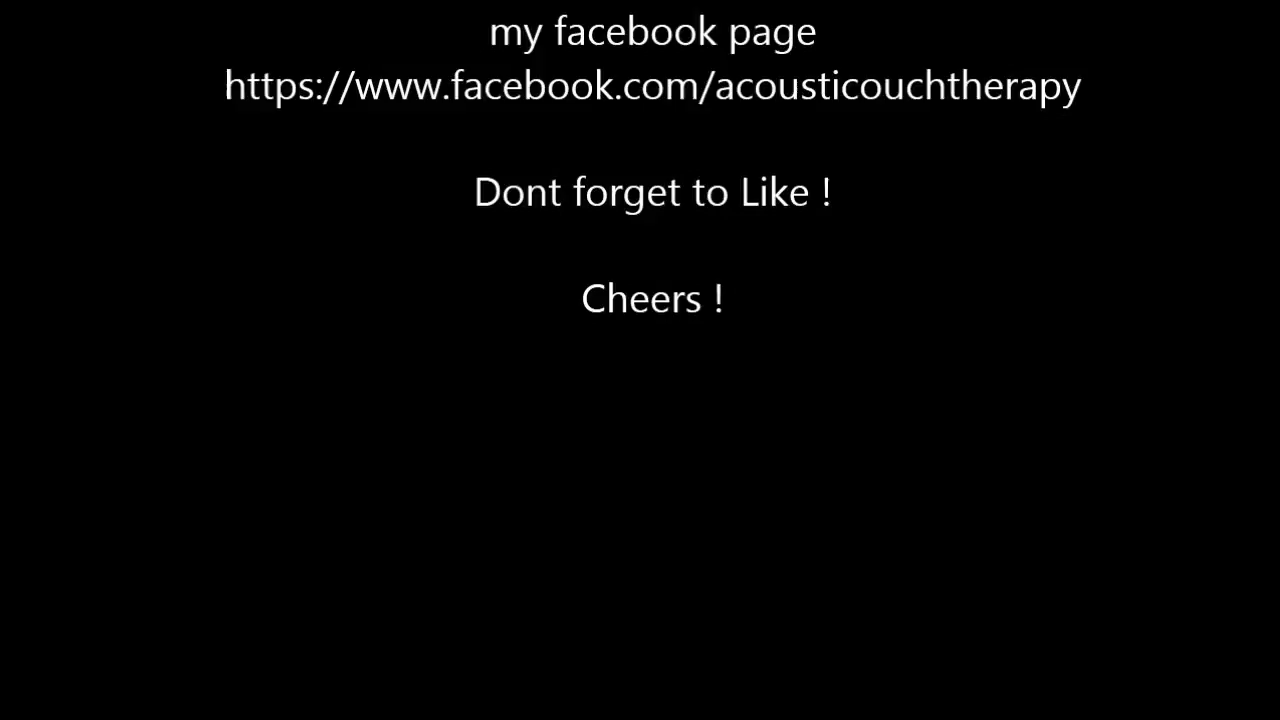 my facebook page
https://www.facebook.com/acousticouchtherapy
Dont forget to Like !
Cheers !